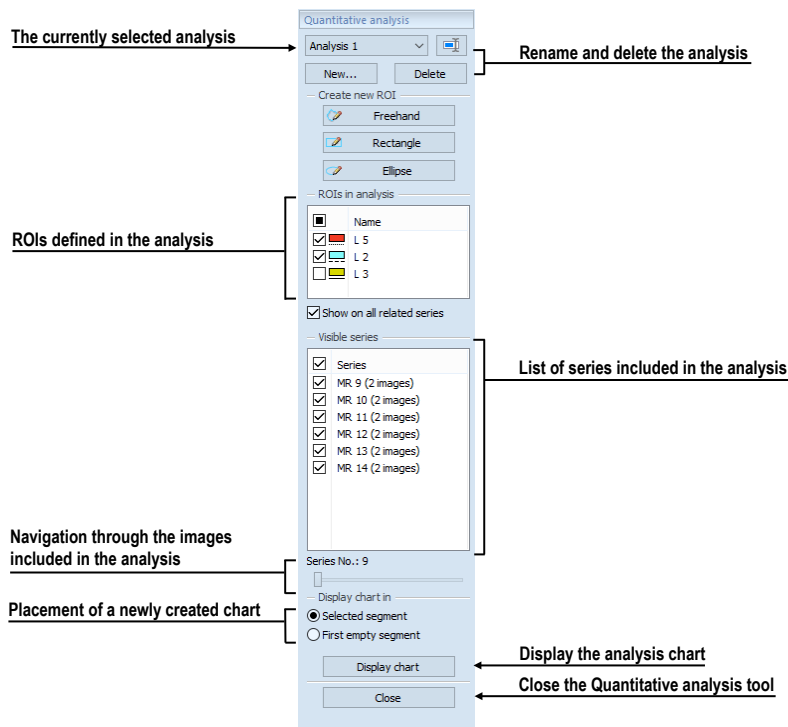 Quantitative analysis
The currently selected analysis
Analysis 1
Rename and delete the analysis
New...
Delete
Create new ROI
Freehand
Rectangle
Ellipse
ROIs in analysis
Name
ROIs defined in the analysis
L 5
L 2
L 3
Show on all related series
Visible series
Series
List of series included in the analysis
MR 9 (2 images)
MR 10 (2 images)
MR 11 (2 images)
MR 12 (2 images)
MR 13 (2 images)
MR 14 (2 images)
Navigation through the images
included in the analysis
Series No.: 9
Display chart in
Placement of a newly created chart
Selected segment
First empty segment
Display chart
Display the analysis chart
Close
Close the Quantitative analysis tool